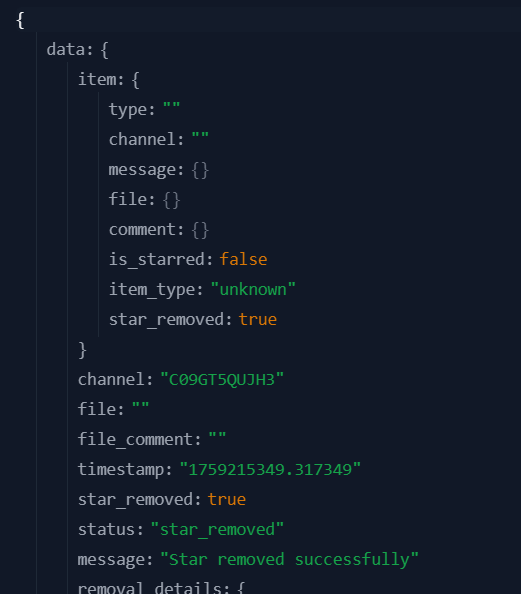 {
data: {
item: {
type: ""
channel: ""
message: {}
file: {}
comment: {}
is_starred: false
item_type: "unknown"
star_removed: true
}
channel: "C09GT5QUJH3"
file: ""
file_comment: ""
timestamp: "1759215349.317349"
star_removed: true
status: "star_removed"
message: "Star removed successfully"
removal_details: {